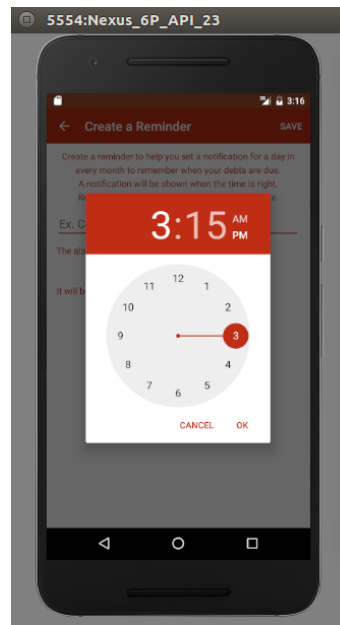 5554:Nexus_6P_API_23
3:16
Create a Reminder SAVE
Create a reminder to help you set a notification for a day in
every month to remember when your debts are due.
A notification will be shown when the time is right.
Ex.
The
It will b
3:15 AM
PM
12
11 1
10 2
9 3
8 4
7 5
6
CANCEL OK